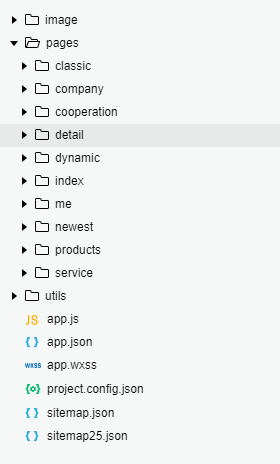 image
pages
classic
company
cooperation
detail
dynamic
index
me
newest
products
service
utils
JS app.js
{ } app.json
wxss app.wxss
{o} project.config.json
{ } sitemap.json
{ } sitemap25.json